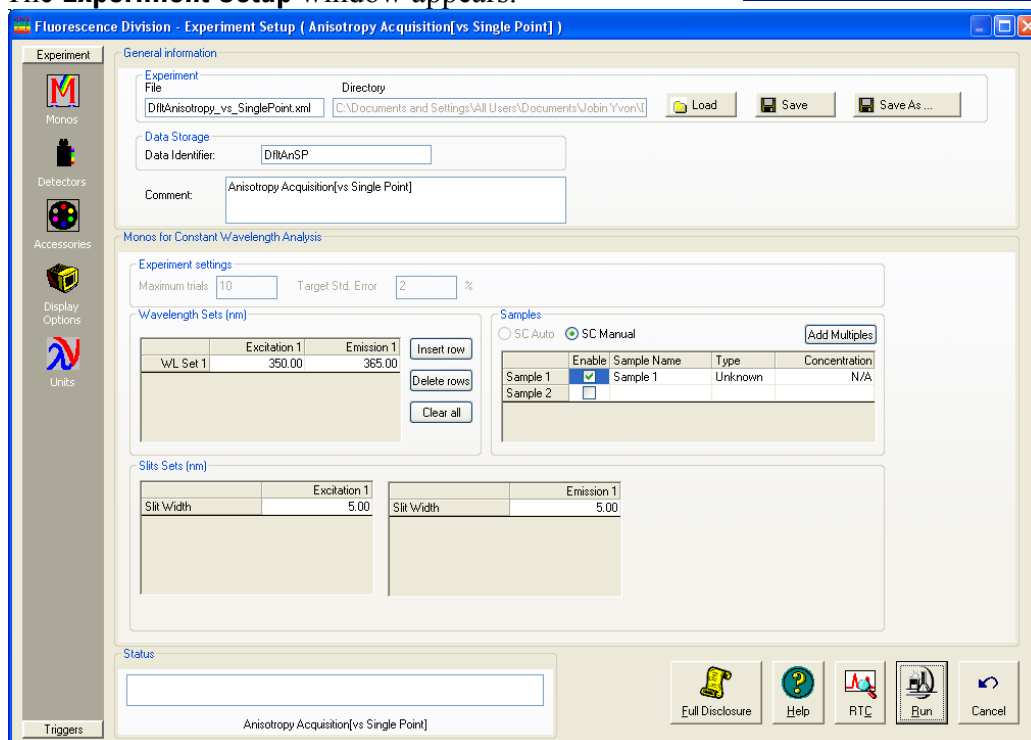 The Experiment Setup window appears.
Fluorescence Division - Experiment Setup ( Anisotropy Acquisition[vs Single Point] )
Experiment
Monos
Detectors
Accessories
Display
Options
Units
Triggers
General information
Experiment
File Directory
DfltAnisotropy_vs_SinglePoint.xml C:\Documents and Settings\All Users\Documents\Jobin Yvon\ Load Save Save As ...
Data Storage
Data Identifier: DfltAnSP
Comment: Anisotropy Acquisition[vs Single Point]
Monos for Constant Wavelength Analysis
Experiment settings
Maximum trials 10 Target Std. Error 2 %
Wavelength Sets (nm)
Excitation 1 Emission 1
WL Set 1 350.00 365.00
Insert row
Delete rows
Clear all
Samples
SC Auto SC Manual Add Multiples
Enable Sample Name Type Concentration
Sample 1 Sample 1 Unknown N/A
Sample 2
Slits Sets (nm)
Excitation 1
Slit Width 5.00
Emission 1
Slit Width 5.00
Status
Anisotropy Acquisition[vs Single Point]
Full Disclosure Help RTC Run Cancel